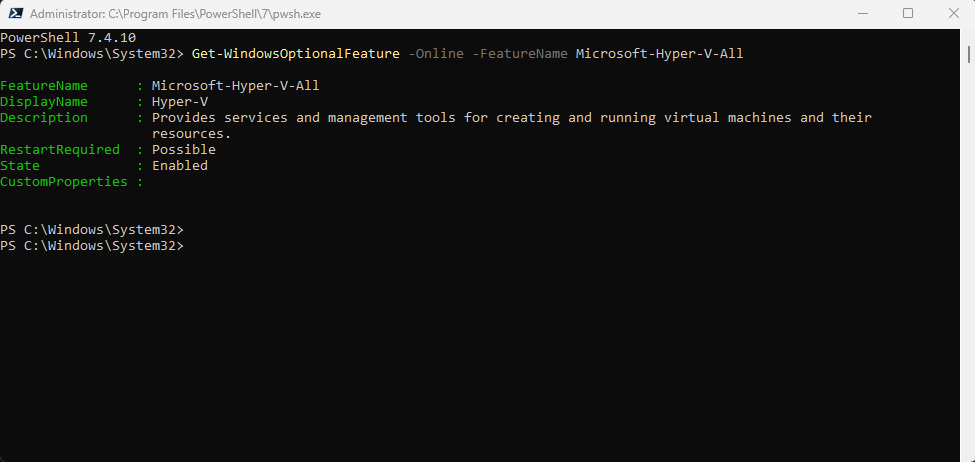 Administrator: C:\Program Files\PowerShell\7\pwsh.exe
PowerShell 7.4.10
PS C:\Windows\System32> Get-WindowsOptionalFeature -Online -FeatureName Microsoft-Hyper-V-All
FeatureName      : Microsoft-Hyper-V-All
DisplayName      : Hyper-V
Description      : Provides services and management tools for creating and running virtual machines and their
                   resources.
RestartRequired  : Possible
State            : Enabled
CustomProperties :
PS C:\Windows\System32>
PS C:\Windows\System32>